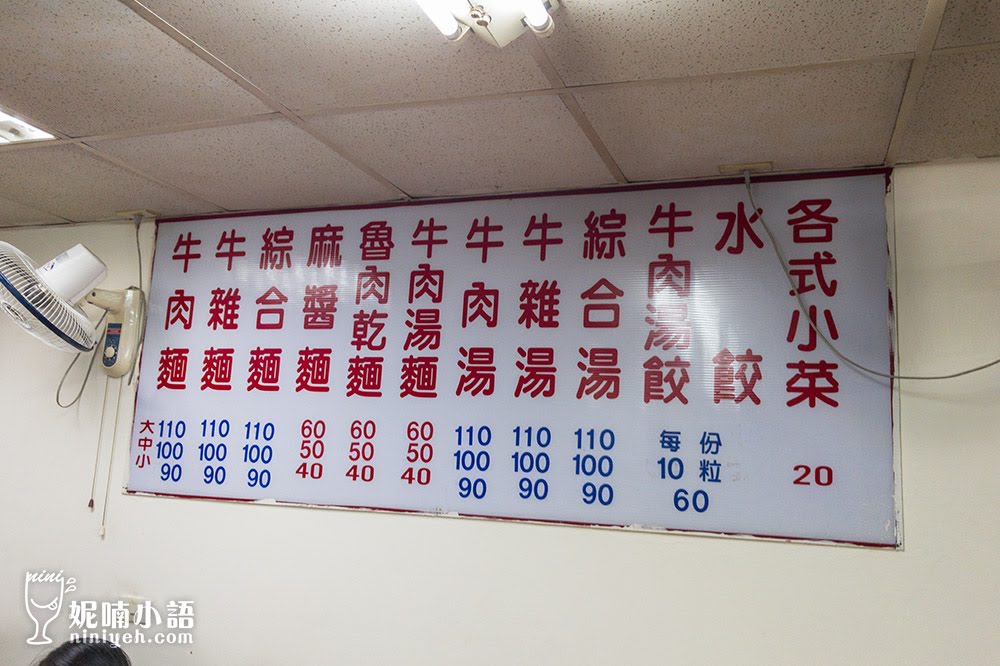 牛肉麵
牛雜麵
綜合麵
麻醬麵
魯肉乾麵
牛肉湯麵
牛肉湯
牛雜湯
綜合湯
牛肉湯餃
水餃
各式小菜
大 110 110 110 60 60 60 110 110 110
中 100 100 100 50 50 50 100 100 100
小 90 90 90 40 40 40 90 90 90
每份
10粒
60
20
nini
妮喃小語
niniyeh.com